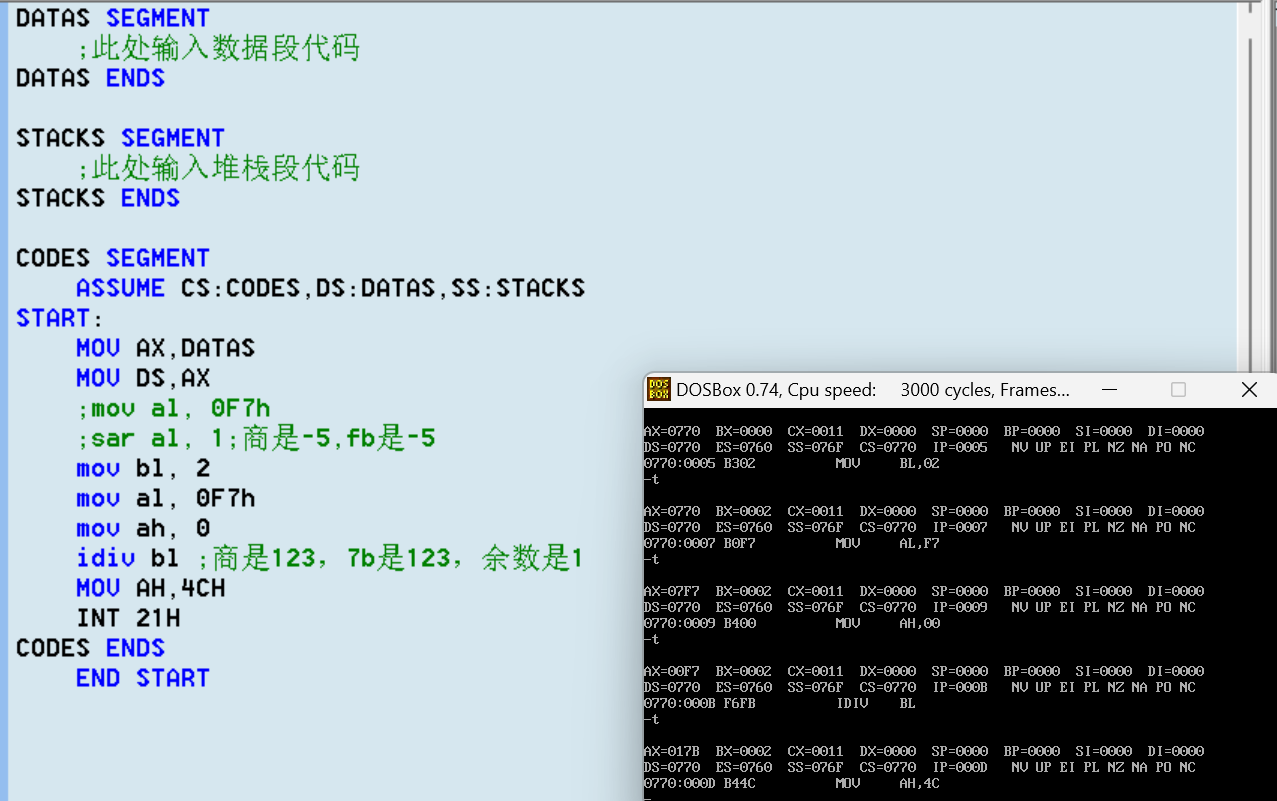 DATAS SEGMENT
;此处输入数据段代码
DATAS ENDS
STACKS SEGMENT
;此处输入堆栈段代码
STACKS ENDS
CODES SEGMENT
ASSUME CS:CODES,DS:DATAS,SS:STACKS
START:
MOV AX,DATAS
MOV DS,AX
;mov al, 0F7h
;sar al, 1;商是-5,fb是-5
mov bl, 2
mov al, 0F7h
mov ah, 0
idiv bl ;商是123, 7b是123, 余数是1
MOV AH,4CH
INT 21H
CODES ENDS
END START
DOSBox 0.74, Cpu speed: 3000 cycles, Frames...
AX=0770 BX=0000 CX=0011 DX=0000 SP=0000 BP=0000 SI=0000 DI=0000
DS=0770 ES=0760 SS=076F CS=0770 IP=0005 NV UP EI PL NZ NA PO NC
0770:0005 B302 MOV BL,02
-t
AX=0770 BX=0002 CX=0011 DX=0000 SP=0000 BP=0000 SI=0000 DI=0000
DS=0770 ES=0760 SS=076F CS=0770 IP=0007 NV UP EI PL NZ NA PO NC
0770:0007 B0F7 MOV AL,F7
-t
AX=07F7 BX=0002 CX=0011 DX=0000 SP=0000 BP=0000 SI=0000 DI=0000
DS=0770 ES=0760 SS=076F CS=0770 IP=0009 NV UP EI PL NZ NA PO NC
0770:0009 B400 MOV AH,00
-t
AX=00F7 BX=0002 CX=0011 DX=0000 SP=0000 BP=0000 SI=0000 DI=0000
DS=0770 ES=0760 SS=076F CS=0770 IP=000B NV UP EI PL NZ NA PO NC
0770:000B F6FB IDIV BL
-t
AX=017B BX=0002 CX=0011 DX=0000 SP=0000 BP=0000 SI=0000 DI=0000
DS=0770 ES=0760 SS=076F CS=0770 IP=000D NV UP EI PL NZ NA PO NC
0770:000D B44C MOV AH,4C